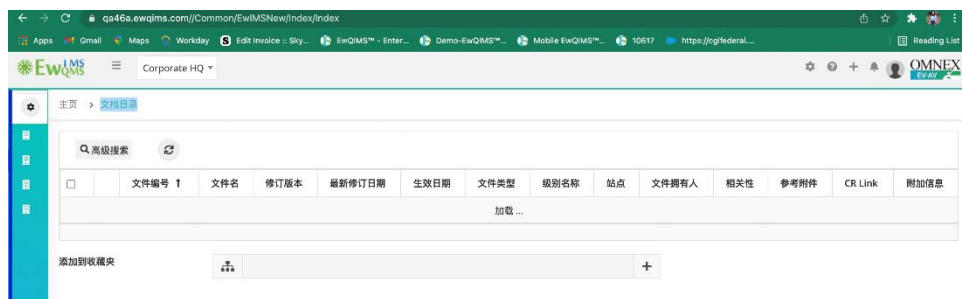 qa46a.ewqims.com//Common/EwIMSNew/Index/Index
Apps Gmail Maps Workday Edit Invoice :: Sky... EwQIMS™ - Enter... Demo-EwQIMS™... Mobile EwQIMS™... 10617 https://cgifederal.... Reading List
EwQIMS Corporate HQ OMNEX
EV-AV
主页 > 文档目录
高级搜索
文件编号 ↑ 文件名 修订版本 最新修订日期 生效日期 文件类型 级别名称 站点 文件拥有人 相关性 参考附件 CR Link 附加信息
加载 ...
添加到收藏夹